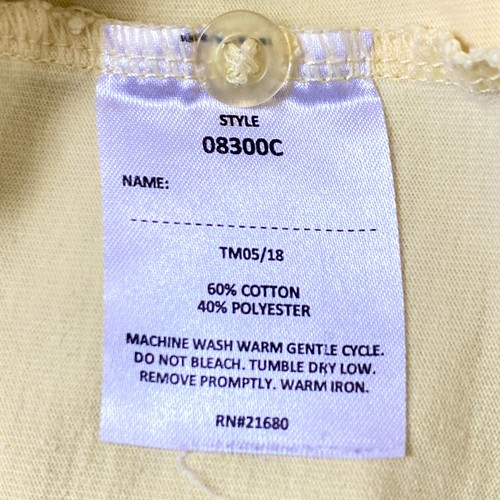 STYLE
08300C
NAME:
TM05/18
60% COTTON
40% POLYESTER
MACHINE WASH WARM GENTLE CYCLE.
DO NOT BLEACH. TUMBLE DRY LOW.
REMOVE PROMPTLY. WARM IRON.
RN#21680